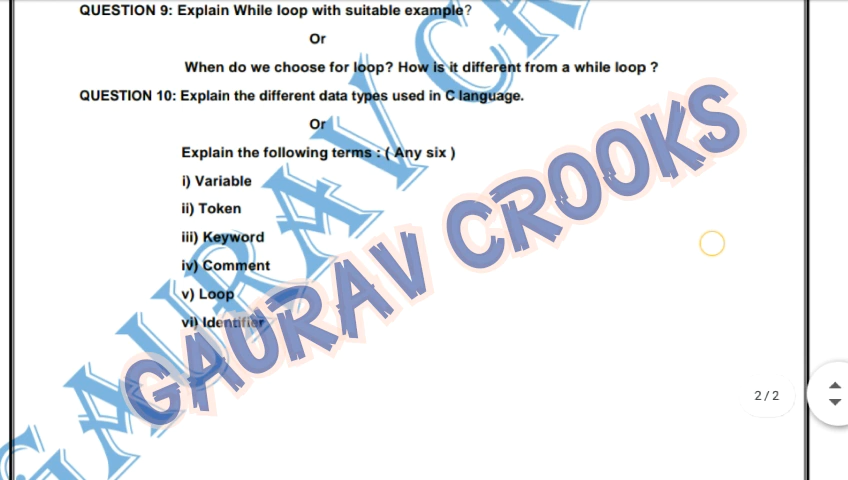 QUESTION 9: Explain While loop with suitable example?
Or
When do we choose for loop? How is it different from a while loop ?
QUESTION 10: Explain the different data types used in C language.
Or
Explain the following terms : ( Any six )
i) Variable
ii) Token
iii) Keyword
iv) Comment
v) Loop
vi) Identifier
GAURAV CROOKS
GAURAV CR
2 / 2